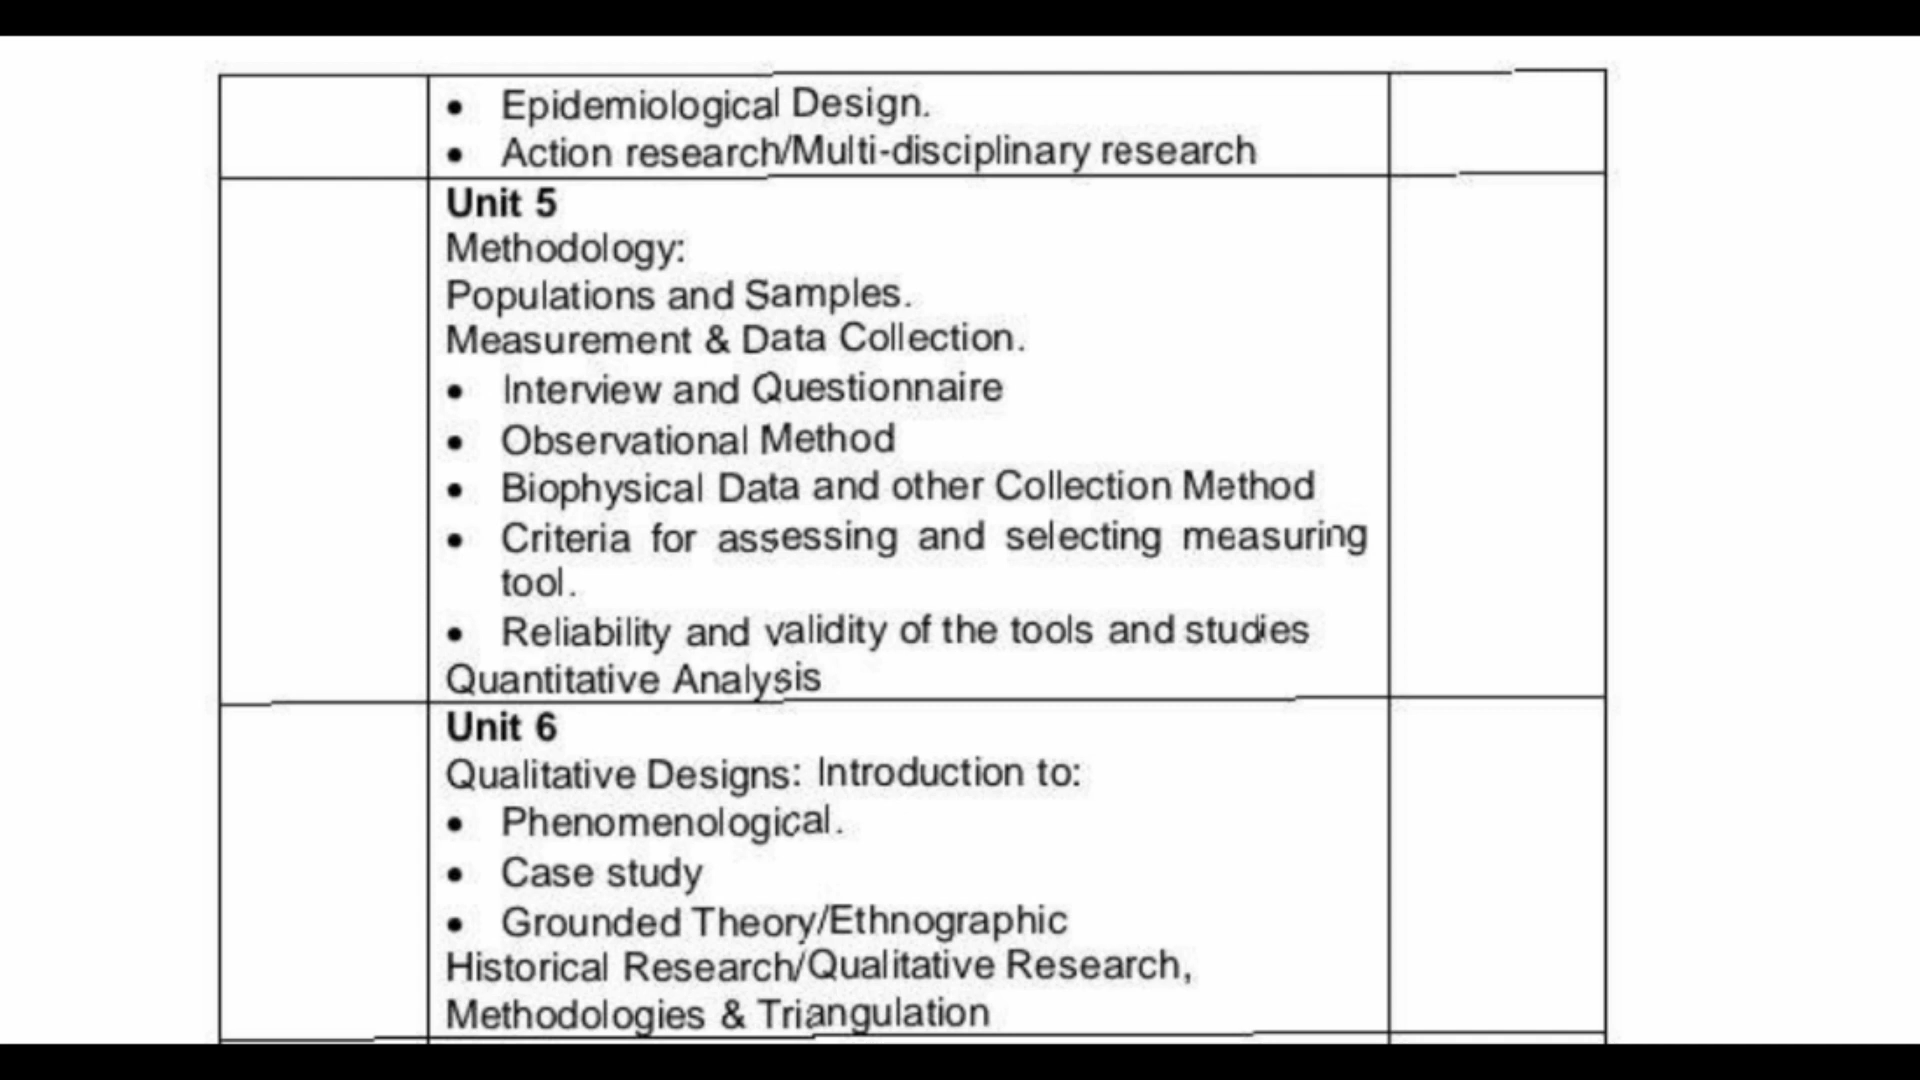 • Epidemiological Design.
• Action research/Multi-disciplinary research
Unit 5
Methodology:
Populations and Samples.
Measurement & Data Collection.
• Interview and Questionnaire
• Observational Method
• Biophysical Data and other Collection Method
• Criteria for assessing and selecting measuring
tool.
• Reliability and validity of the tools and studies
Quantitative Analysis
Unit 6
Qualitative Designs: Introduction to:
• Phenomenological.
• Case study
• Grounded Theory/Ethnographic
Historical Research/Qualitative Research,
Methodologies & Triangulation